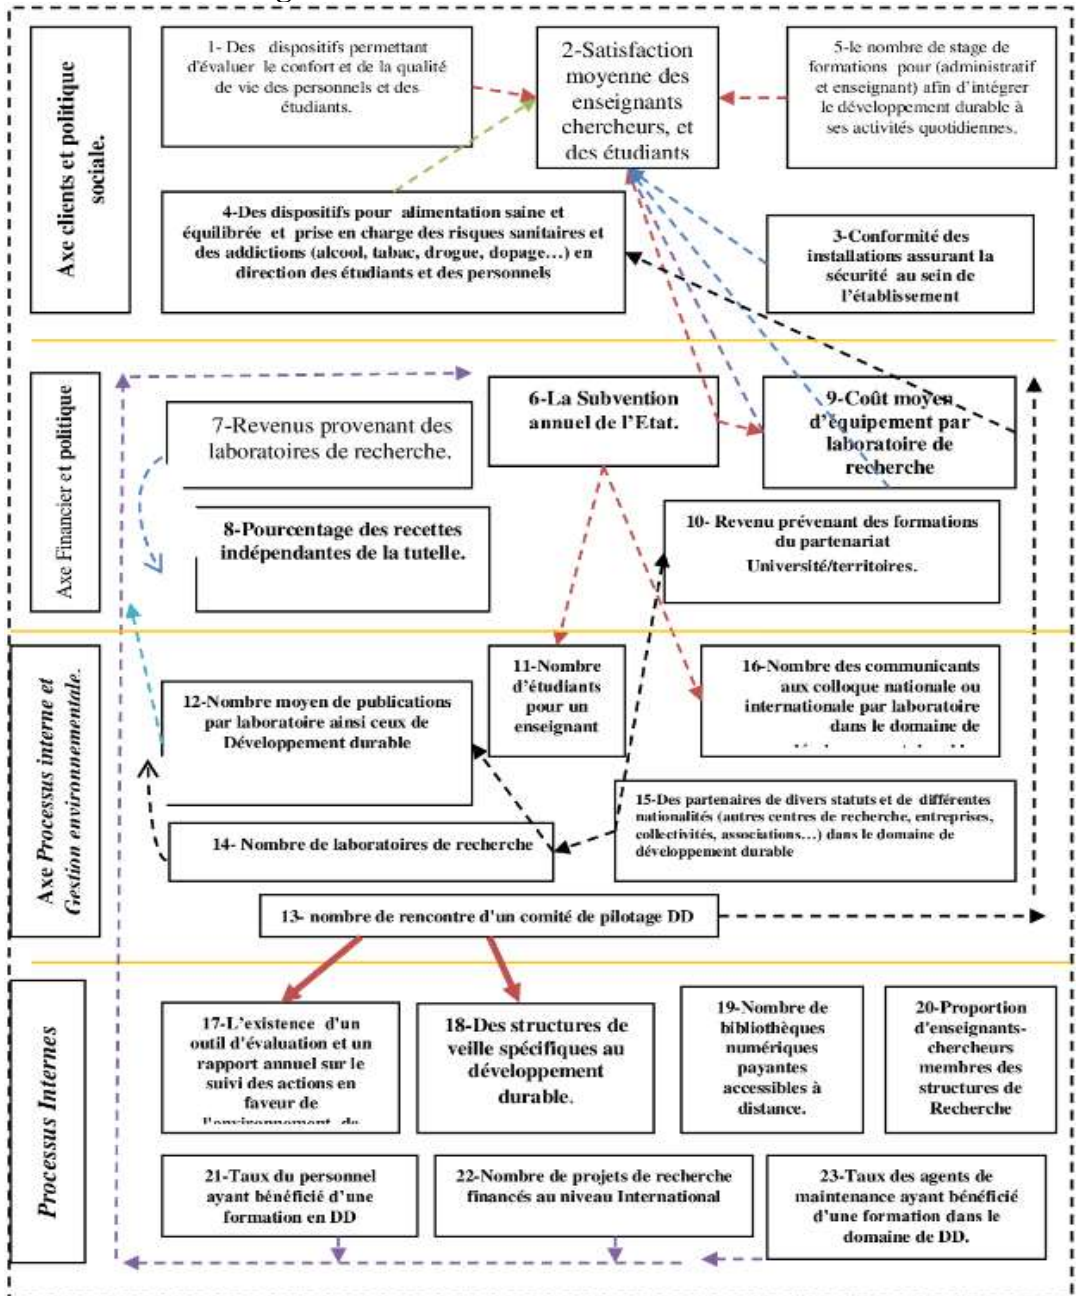 Axe clients et politique
sociale.
1- Des dispositifs permettant
d'évaluer le confort et de la qualité
de vie des personnels et des
étudiants.
2-Satisfaction
moyenne des
enseignants
chercheurs, et
des étudiants
5-le nombre de stage de
formations pour (administratif
et enseignant) afin d'intégrer
le développement durable à
ses activités quotidiennes.
4-Des dispositifs pour alimentation saine et
équilibrée et prise en charge des risques sanitaires et
des addictions (alcool, tabac, drogue, dopage…) en
direction des étudiants et des personnels
3-Conformité des
installations assurant la
sécurité au sein de
l'établissement
Axe Financier et politique
6-La Subvention
annuel de l'Etat.
9-Coût moyen
d'équipement par
laboratoire de
recherche
7-Revenus provenant des
laboratoires de recherche.
8-Pourcentage des recettes
indépendantes de la tutelle.
10- Revenu prévenant des formations
du partenariat
Université/territoires.
Axe Processus interne et
Gestion environnementale.
11-Nombre
d'étudiants
pour un
enseignant
16-Nombre des communicants
aux colloque nationale ou
internationale par laboratoire
dans le domaine de
12-Nombre moyen de publications
par laboratoire ainsi ceux de
Développement durable
15-Des partenaires de divers statuts et de différentes
nationalités (autres centres de recherche, entreprises,
collectivités, associations…) dans le domaine de
développement durable
14- Nombre de laboratoires de recherche
13- nombre de rencontre d'un comité de pilotage DD
Processus Internes
17-L'existence d'un
outil d'évaluation et un
rapport annuel sur le
suivi des actions en
faveur de
l'environnement de
18-Des structures de
veille spécifiques au
développement
durable.
19-Nombre de
bibliothèques
numériques
payantes
accessibles à
distance.
20-Proportion
d'enseignants-
chercheurs
membres des
structures de
Recherche
21-Taux du personnel
ayant bénéficié d'une
formation en DD
22-Nombre de projets de recherche
financés au niveau International
23-Taux des agents de
maintenance ayant bénéficié
d'une formation dans le
domaine de DD.